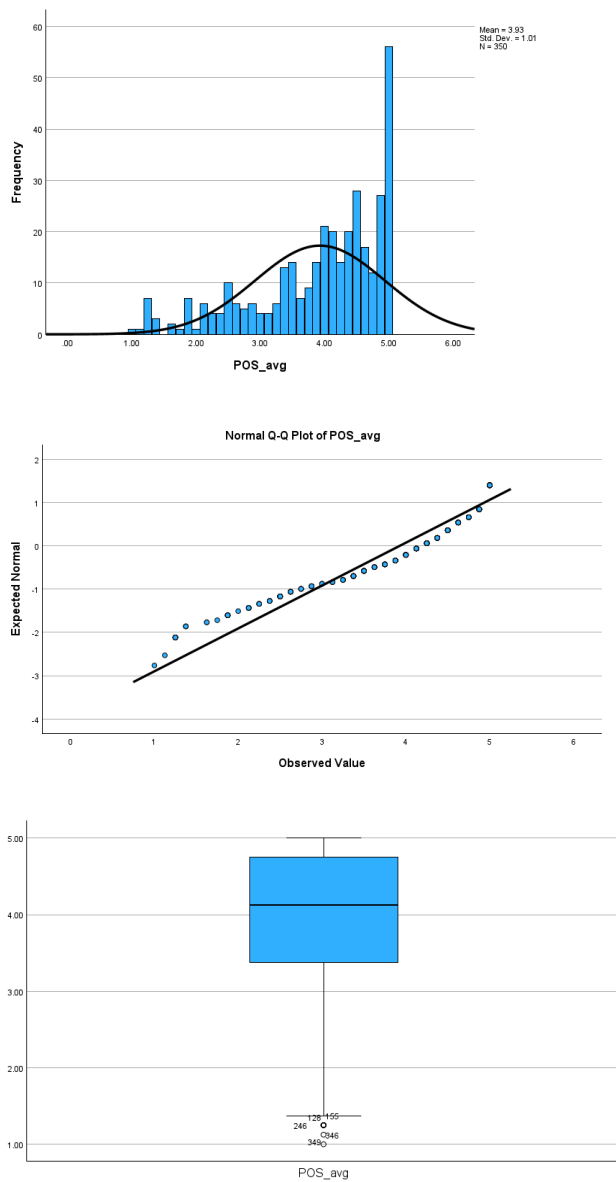 Mean = 3.93
Std. Dev. = 1.01
N = 350
60
50
40
30
20
10
0
Frequency
.00 1.00 2.00 3.00 4.00 5.00 6.00
POS_avg
Normal Q-Q Plot of POS_avg
2
1
0
-1
-2
-3
-4
Expected Normal
0 1 2 3 4 5 6
Observed Value
5.00
4.00
3.00
2.00
1.00
128 155
246
346
349
POS_avg